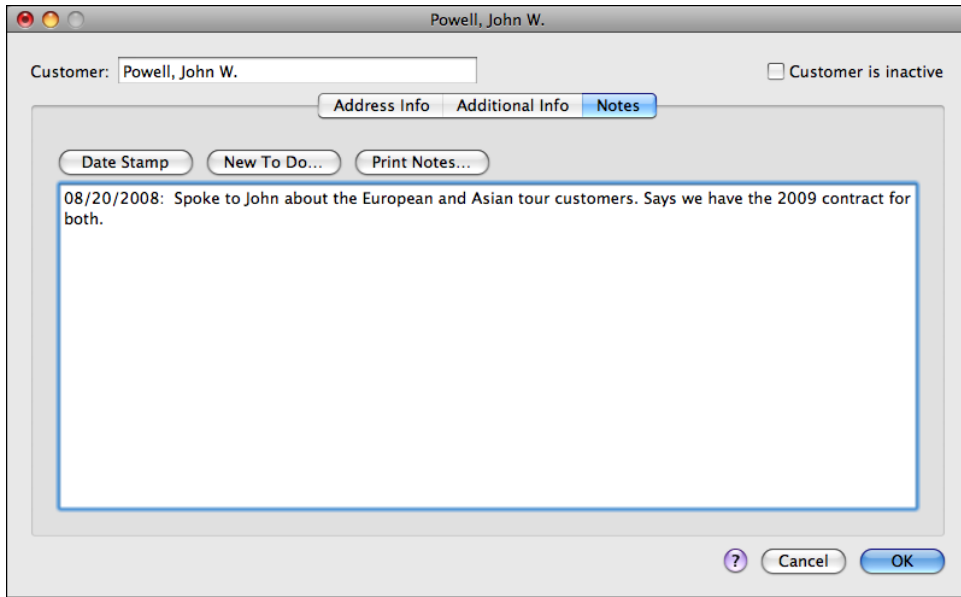 Powell, John W.
Customer: Powell, John W.
Customer is inactive
Address Info Additional Info Notes
Date Stamp New To Do... Print Notes...
08/20/2008:  Spoke to John about the European and Asian tour customers. Says we have the 2009 contract for
both.
? Cancel OK